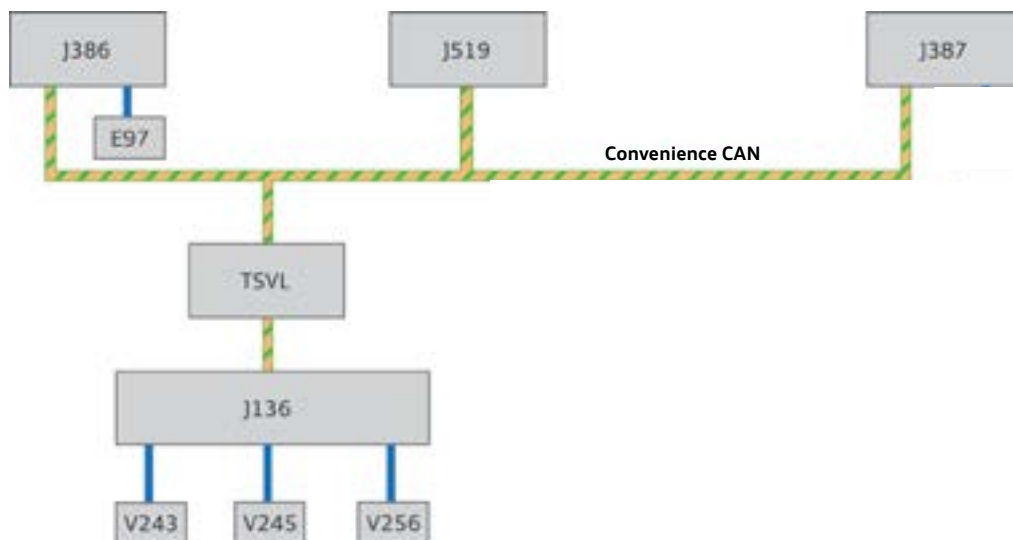 J386
J519
J387
E97
Convenience CAN
TSVL
J136
V243
V245
V256